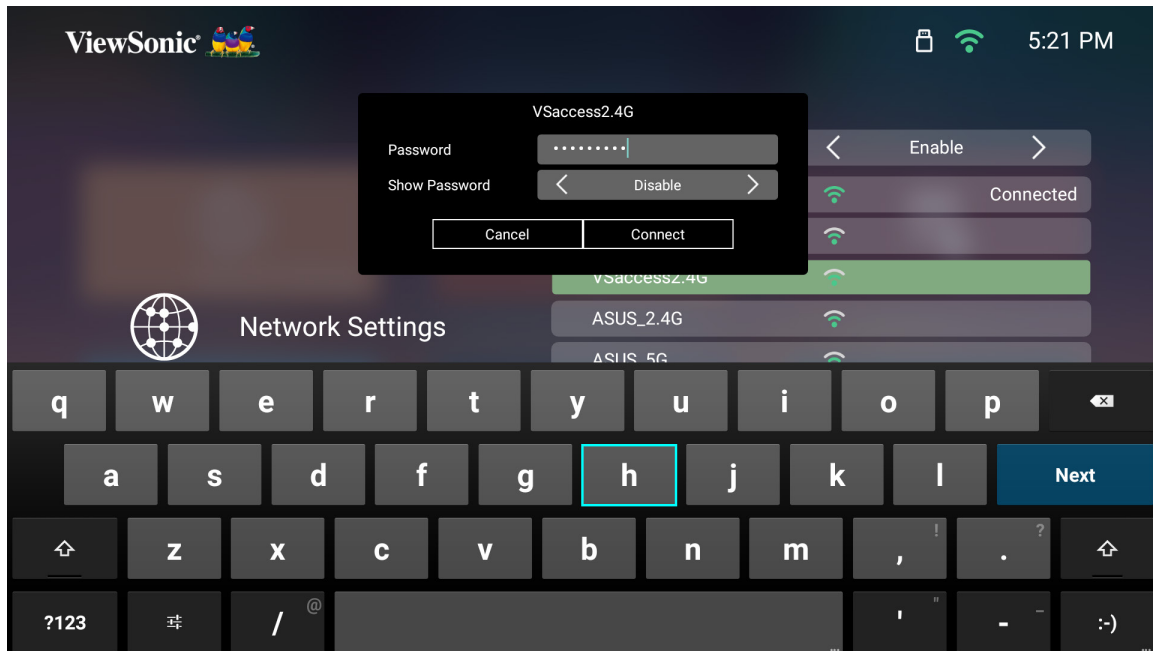 ViewSonic®
5:21 PM
VSaccess2.4G
Password •••••••••
Show Password Disable
Cancel Connect
Enable
Connected
VSaccess2.4G
ASUS_2.4G
ASUS_5G
Network Settings
q w e r t y u i o p
a s d f g h j k l Next
z x c v b n m , ! . ?
?123 / @ ' " - _ :-)